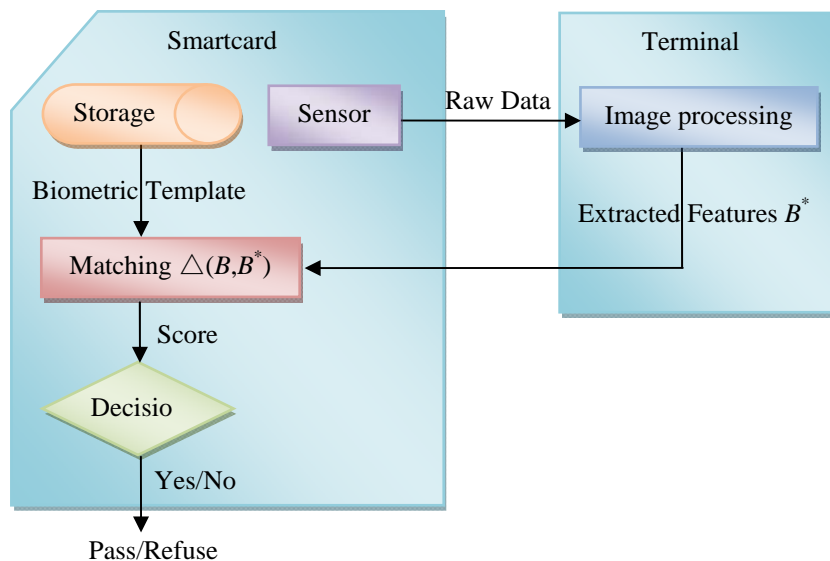 Smartcard
Terminal
Storage
Sensor
Raw Data
Image processing
Biometric Template
Extracted Features B*
Matching △(B,B*)
Score
Decisio
Yes/No
Pass/Refuse